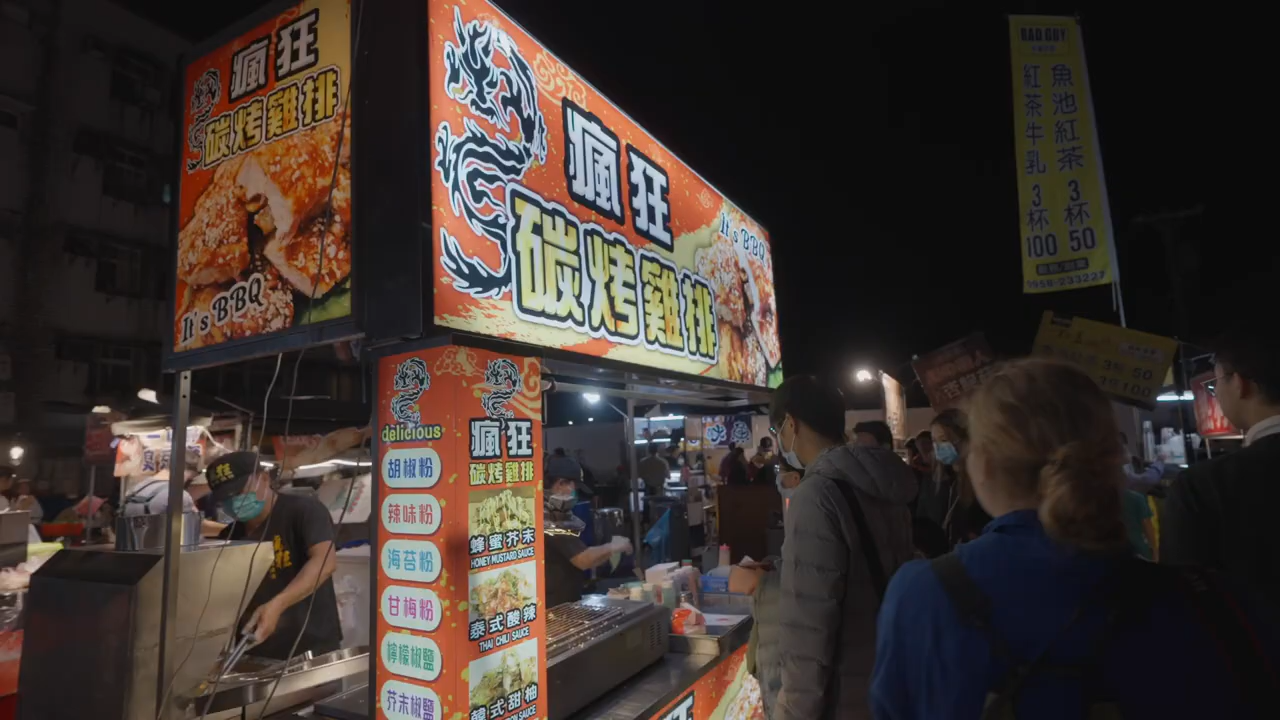 瘋狂
碳烤雞排
It's BBQ
瘋狂
碳烤雞排
It's BBQ
delicious
胡椒粉
辣味粉
海苔粉
甘梅粉
檸檬椒鹽
芥末椒鹽
瘋狂
碳烤雞排
蜂蜜芥末
HONEY MUSTARD SAUCE
泰式酸辣
THAI CHILI SAUCE
韓式甜柚
BAD BOY
魚池紅茶
3杯50
紅茶牛乳
3杯100
0958-233227
50
100